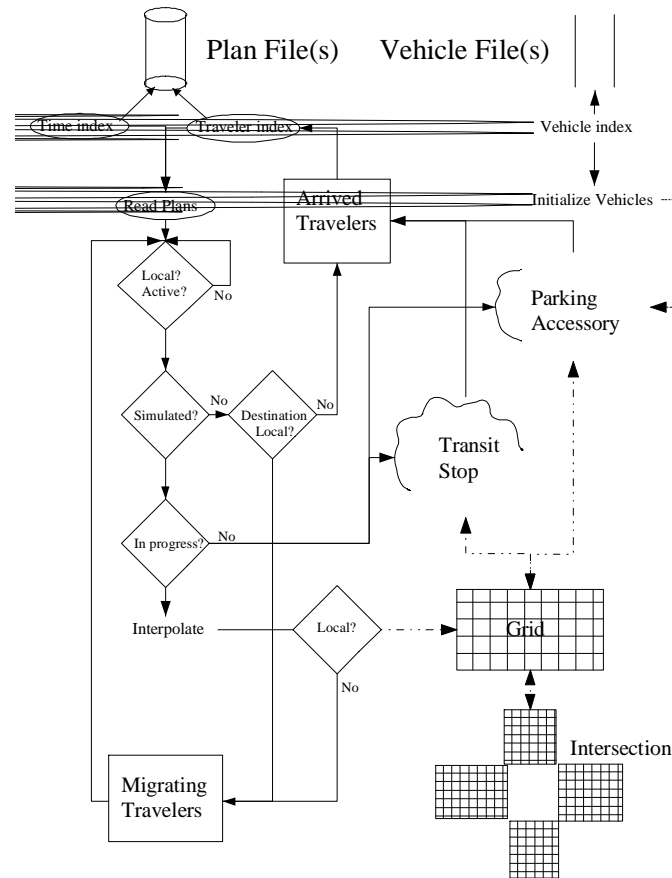 Plan File(s)
Vehicle File(s)
Time index
Traveler index
Vehicle index
Read Plans
Arrived
Travelers
Initialize Vehicles
Local?
Active?
No
Parking
Accessory
Simulated?
No
Destination
Local?
No
Transit
Stop
In progress?
No
Interpolate
Local?
Grid
No
Intersection
Migrating
Travelers